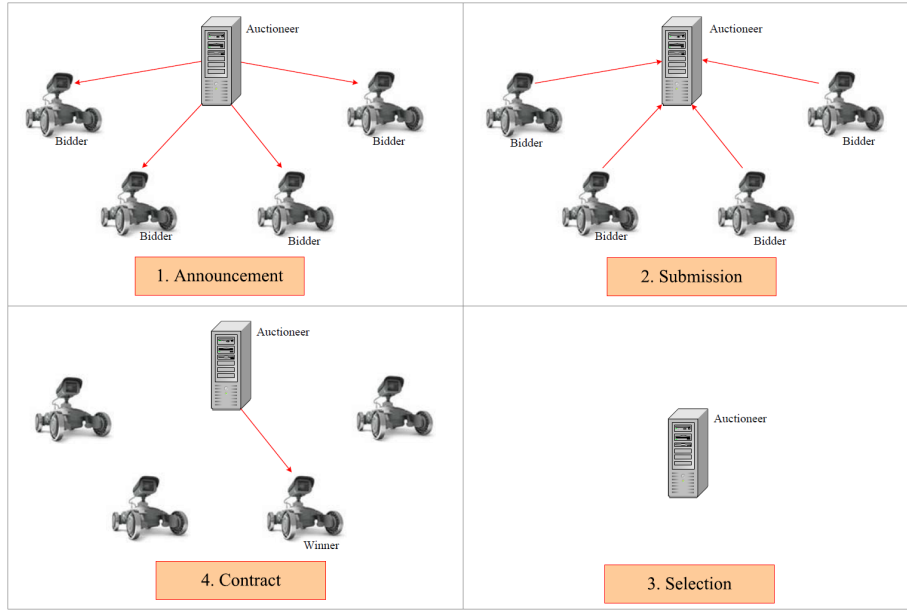 Auctioneer
Bidder
Bidder
Bidder
Bidder
1. Announcement
Auctioneer
Bidder
Bidder
Bidder
Bidder
2. Submission
Auctioneer
Winner
4. Contract
Auctioneer
3. Selection